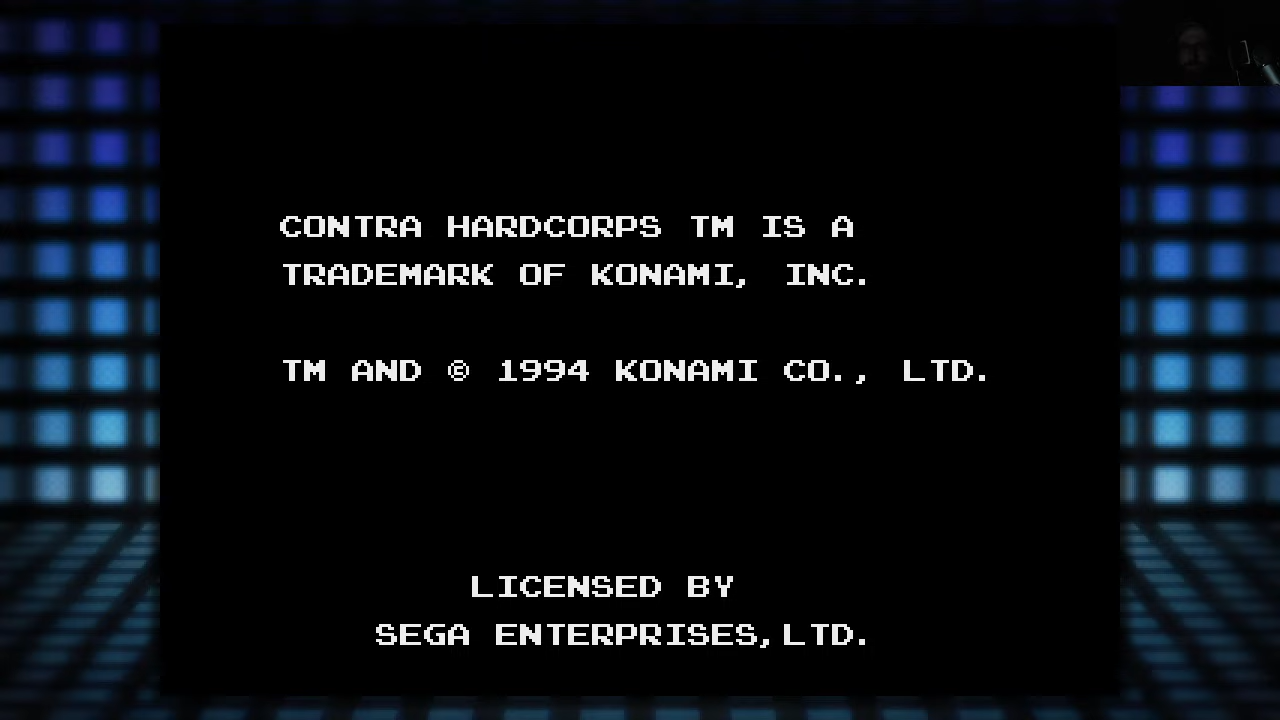 CONTRA HARDCORPS TM IS A
TRADEMARK OF KONAMI, INC.
TM AND © 1994 KONAMI CO., LTD.
LICENSED BY
SEGA ENTERPRISES,LTD.